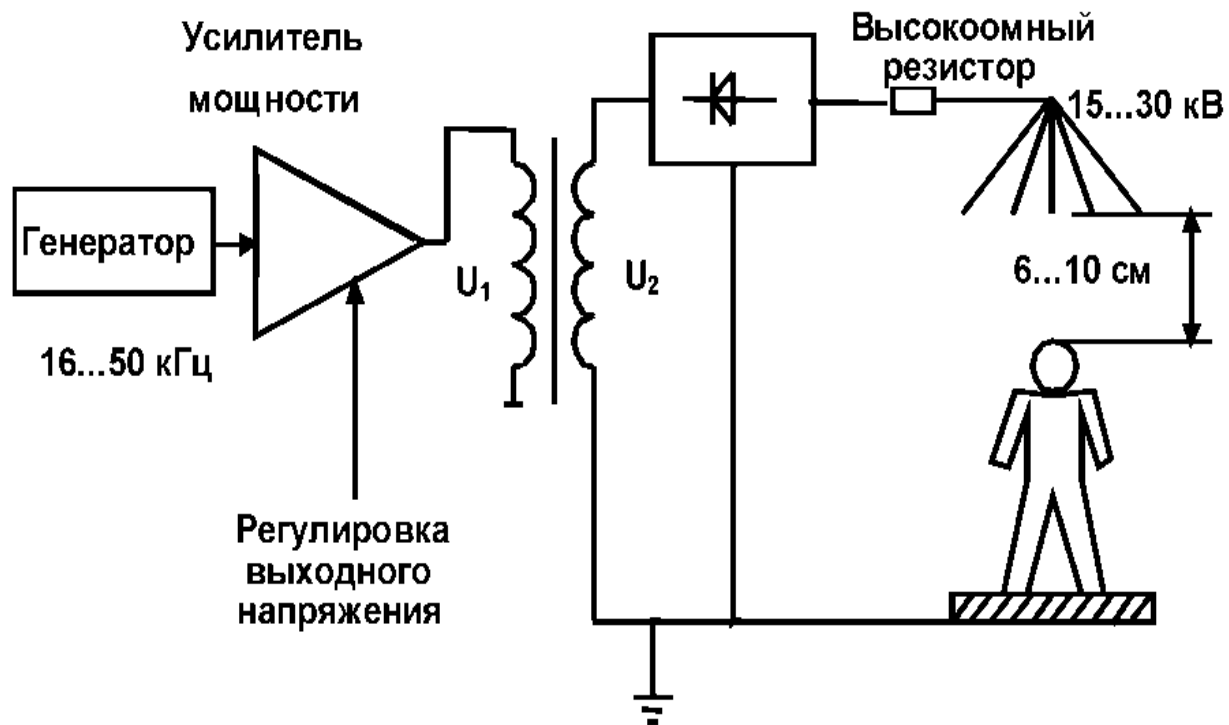 Усилитель
мощности
Высокоомный
резистор
15...30 кВ
Генератор
U₁
U₂
6...10 см
16...50 кГц
Регулировка
выходного
напряжения